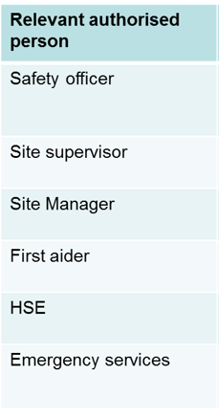 Relevant authorised
person
Safety officer
Site supervisor
Site Manager
First aider
HSE
Emergency services